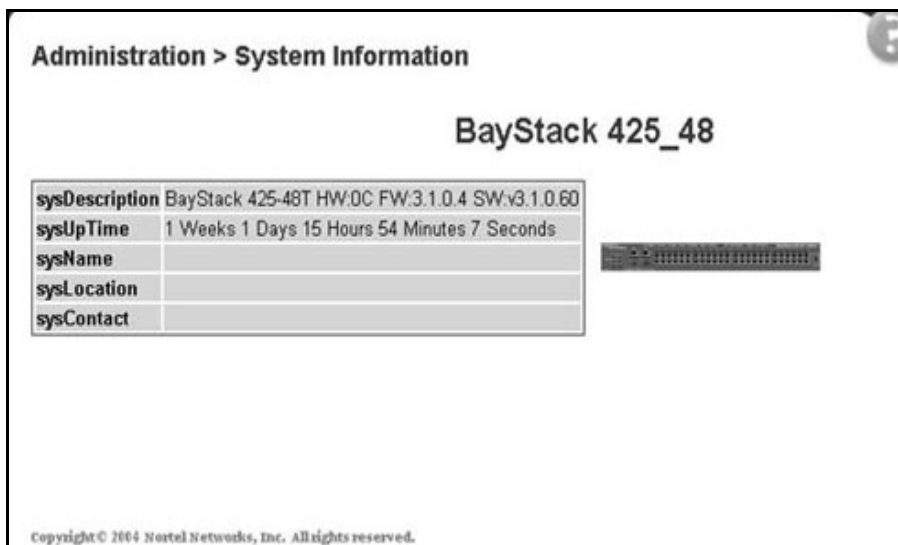 Administration > System Information
BayStack 425_48
sysDescription BayStack 425-48T HW:0C FW:3.1.0.4 SW:v3.1.0.60
sysUpTime 1 Weeks 1 Days 15 Hours 54 Minutes 7 Seconds
sysName
sysLocation
sysContact
Copyright © 2004 Nortel Networks, Inc. All rights reserved.